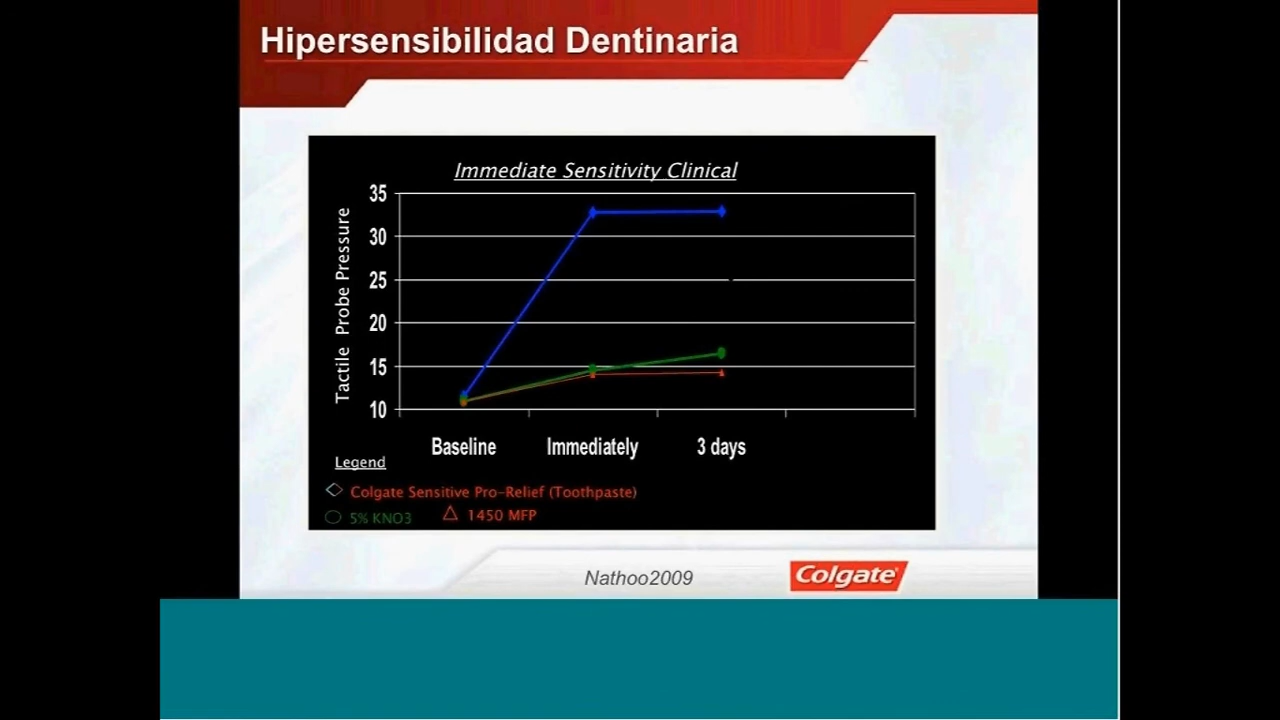 Hipersensibilidad Dentinaria
Immediate Sensitivity Clinical
Tactile Probe Pressure
35
30
25
20
15
10
Baseline Immediately 3 days
Legend
Colgate Sensitive Pro-Relief (Toothpaste)
5% KNO3 1450 MFP
Nathoo2009
Colgate